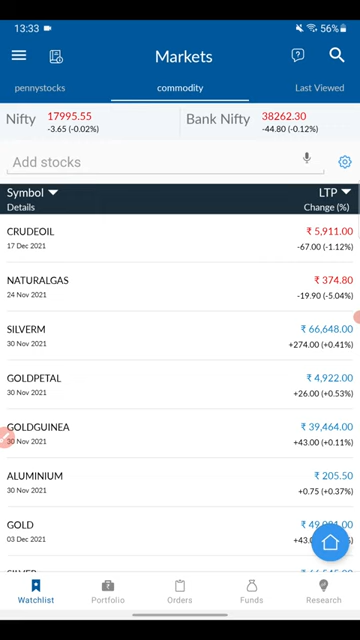 13:33
56%
Markets
pennystocks commodity Last Viewed
Nifty 17995.55
-3.65 (-0.02%)
Bank Nifty 38262.30
-44.80 (-0.12%)
Add stocks
Symbol LTP
Details Change (%)
CRUDEOIL ₹ 5,911.00
17 Dec 2021 -67.00 (-1.12%)
NATURALGAS ₹ 374.80
24 Nov 2021 -19.90 (-5.04%)
SILVERM ₹ 66,648.00
30 Nov 2021 +274.00 (+0.41%)
GOLDPETAL ₹ 4,922.00
30 Nov 2021 +26.00 (+0.53%)
GOLDGUINEA ₹ 39,464.00
30 Nov 2021 +43.00 (+0.11%)
ALUMINIUM ₹ 205.50
30 Nov 2021 +0.75 (+0.37%)
GOLD
03 Dec 2021
Watchlist Portfolio Orders Funds Research